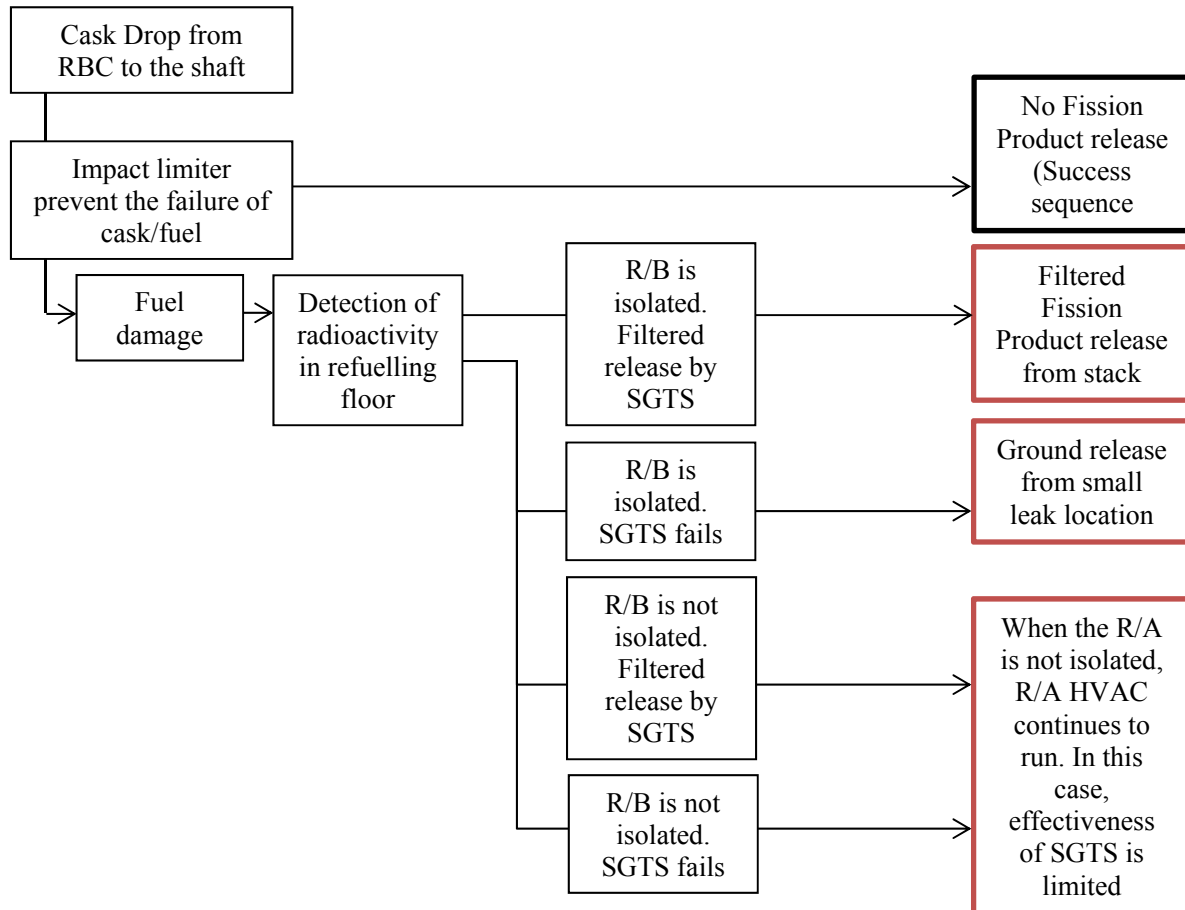 Cask Drop from
RBC to the shaft
No Fission
Product release
(Success
sequence
Impact limiter
prevent the failure of
cask/fuel
Fuel
damage
Detection of
radioactivity
in refuelling
floor
R/B is
isolated.
Filtered
release by
SGTS
Filtered
Fission
Product release
from stack
R/B is
isolated.
SGTS fails
Ground release
from small
leak location
R/B is not
isolated.
Filtered
release by
SGTS
R/B is not
isolated.
SGTS fails
When the R/A
is not isolated,
R/A HVAC
continues to
run. In this
case,
effectiveness
of SGTS is
limited